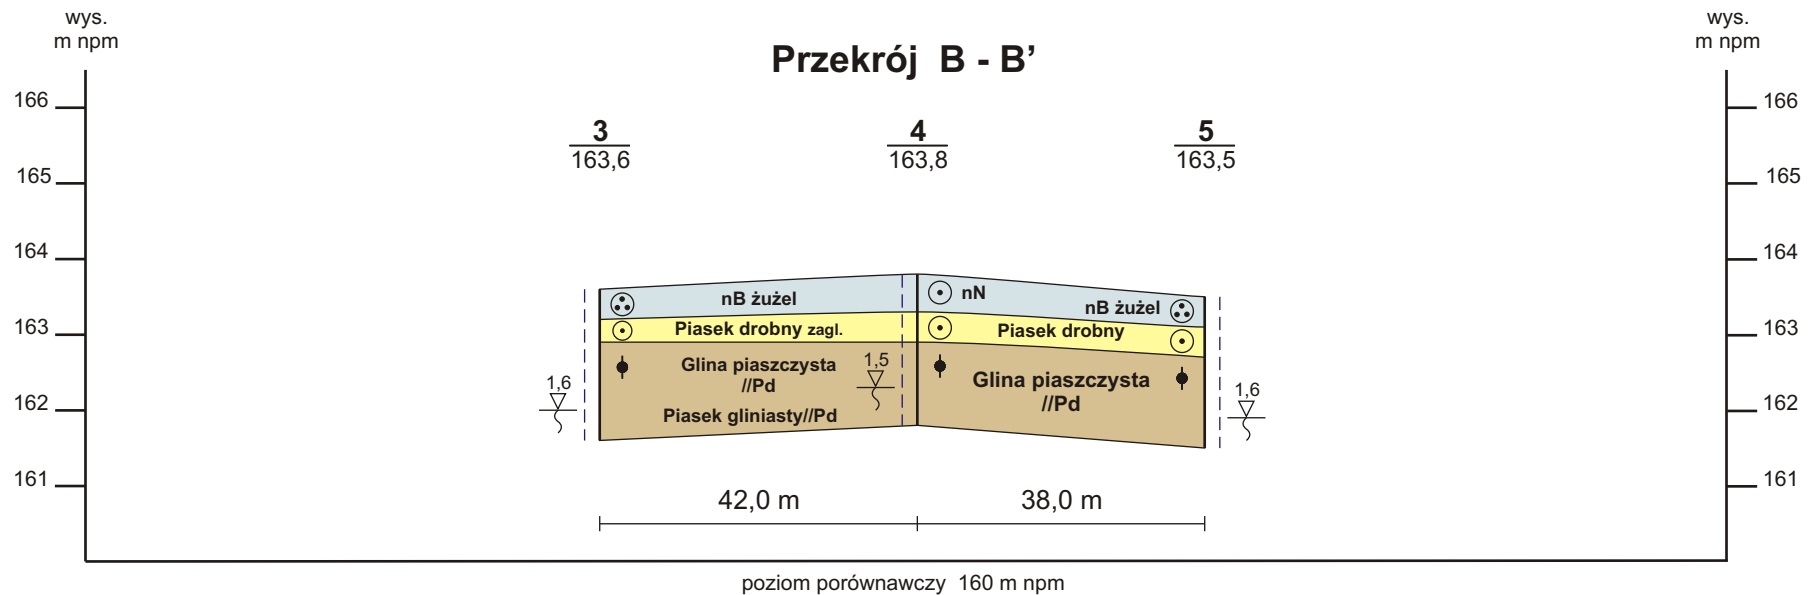 wys.
m npm
wys.
m npm
Przekrój B - B’
166
166
3
163,6
4
163,8
5
163,5
165
165
164
164
nB żużel
nN
nB żużel
163
163
Piasek drobny zagl.
Piasek drobny
Glina piaszczysta
//Pd
1,5
Glina piaszczysta
//Pd
1,6
1,6
162
162
Piasek gliniasty//Pd
161
161
42,0 m
38,0 m
poziom porównawczy 160 m npm